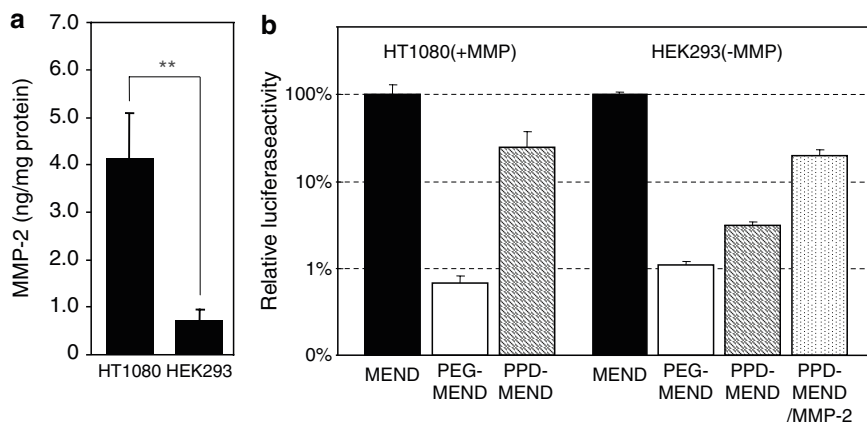 a
MMP-2 (ng/mg protein)
7.0
6.0
5.0
4.0
3.0
2.0
1.0
0
**
HT1080 HEK293
b
Relative luciferaseactivity
100%
10%
1%
0%
HT1080(+MMP)
HEK293(-MMP)
MEND
PEG-
MEND
PPD-
MEND
MEND
PEG-
MEND
PPD-
MEND
PPD-
MEND
/MMP-2